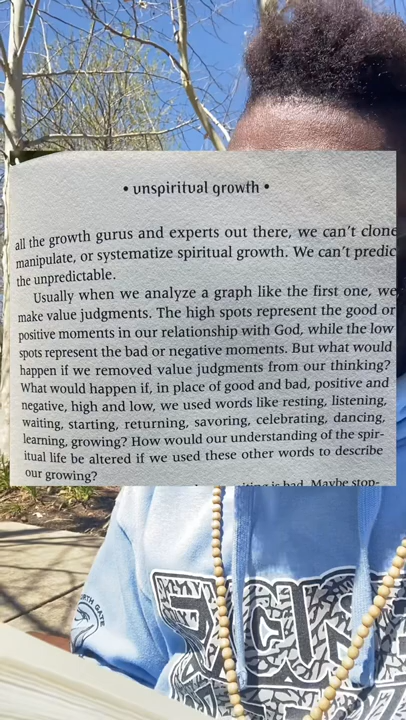 • unspiritual growth •
all the growth gurus and experts out there, we can't clone
manipulate, or systematize spiritual growth. We can't predic
the unpredictable.
Usually when we analyze a graph like the first one, we
make value judgments. The high spots represent the good or
positive moments in our relationship with God, while the low
spots represent the bad or negative moments. But what would
happen if we removed value judgments from our thinking?
What would happen if, in place of good and bad, positive and
negative, high and low, we used words like resting, listening,
waiting, starting, returning, savoring, celebrating, dancing,
learning, growing? How would our understanding of the spir-
itual life be altered if we used these other words to describe
our growing?
is bad. Maybe stop-
RTH GATE